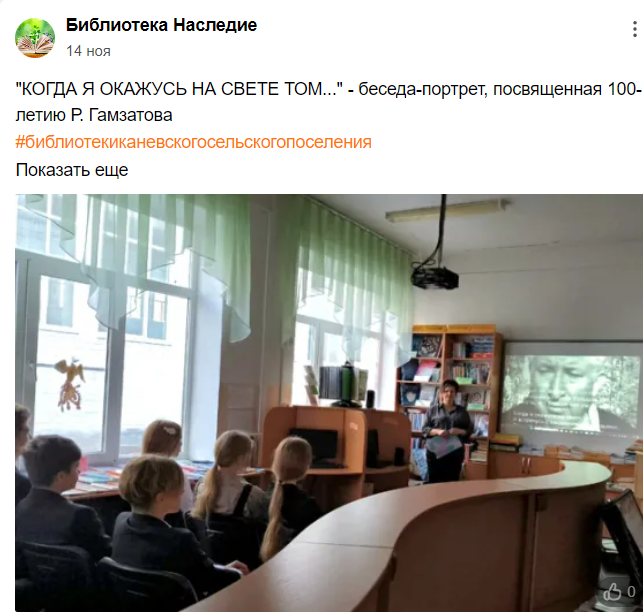 Библиотека Наследие
14 ноя
"КОГДА Я ОКАЖУСЬ НА СВЕТЕ ТОМ..." - беседа-портрет, посвященная 100-
летию Р. Гамзатова
#библиотекиканевскогосельскогопоселения
Показать еще
0